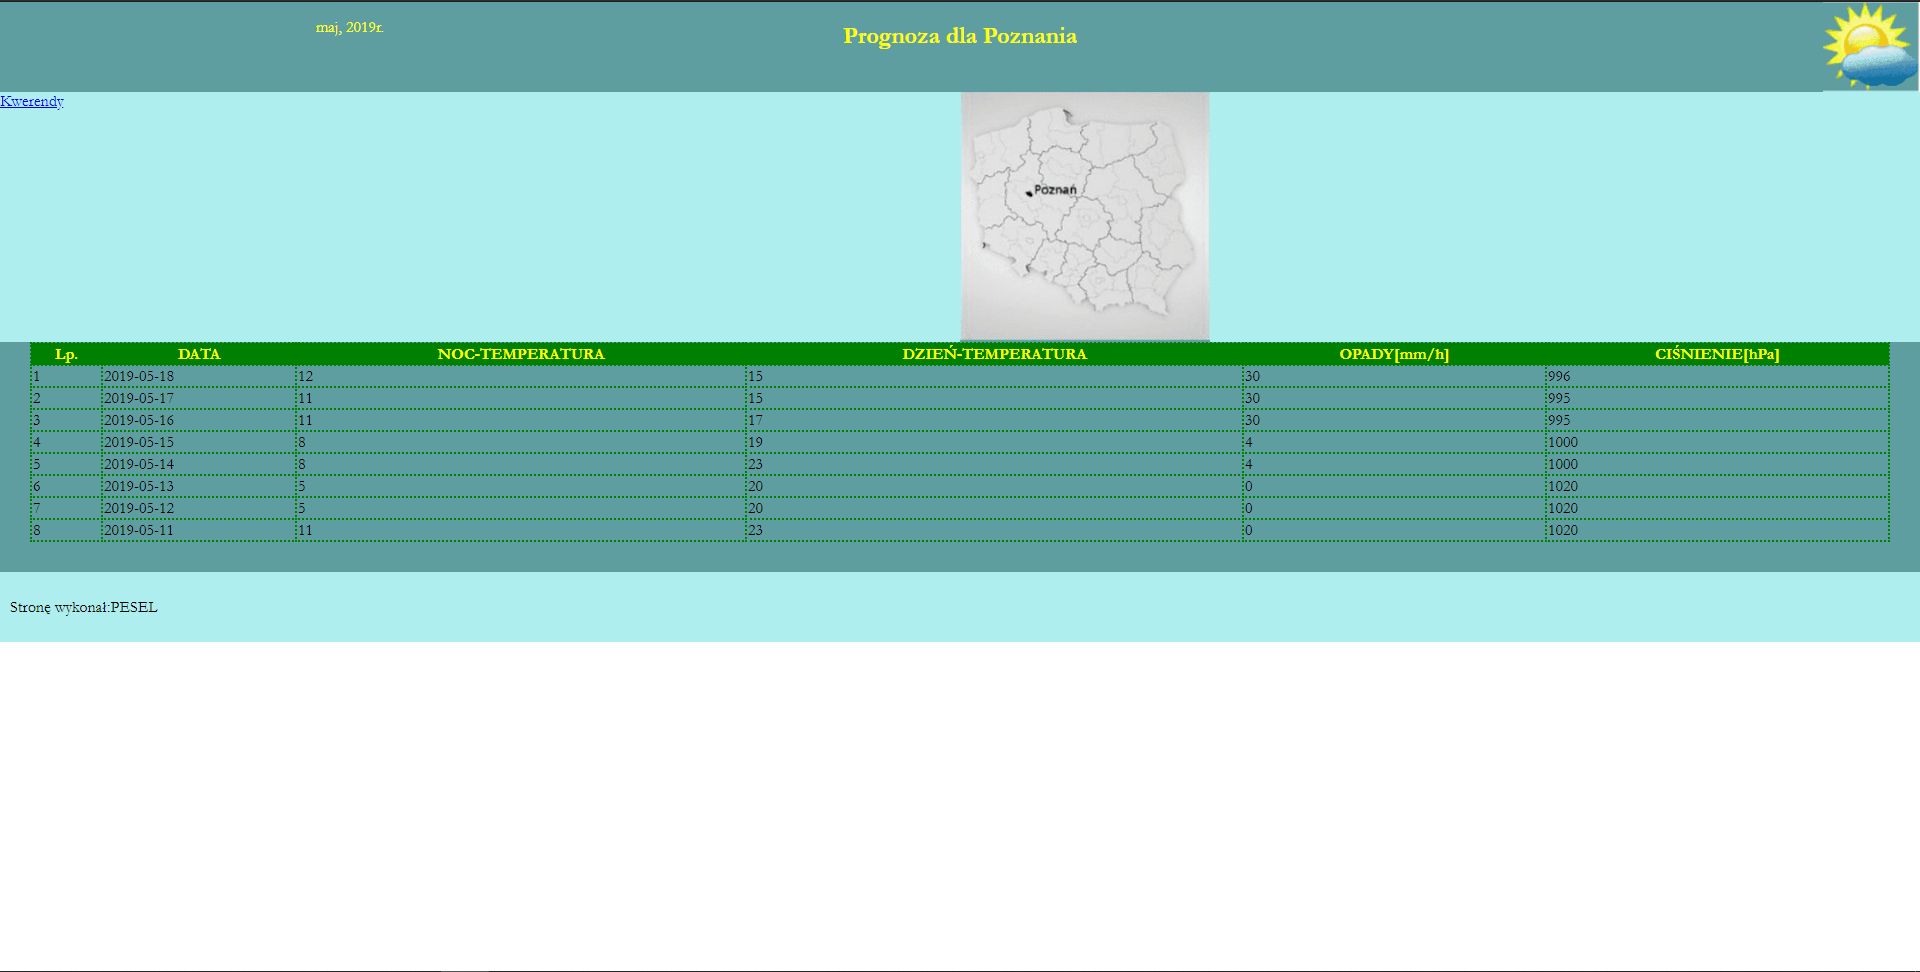 maj, 2019r.
Prognoza dla Poznania
Kwerendy
Poznań
Lp. DATA NOC-TEMPERATURA DZIEŃ-TEMPERATURA OPADY[mm/h] CIŚNIENIE[hPa]
1 2019-05-18 12 15 30 996
2 2019-05-17 11 15 30 995
3 2019-05-16 11 17 30 995
4 2019-05-15 8 19 4 1000
5 2019-05-14 8 23 4 1000
6 2019-05-13 5 20 0 1020
7 2019-05-12 5 20 0 1020
8 2019-05-11 11 23 0 1020
Stronę wykonał:PESEL